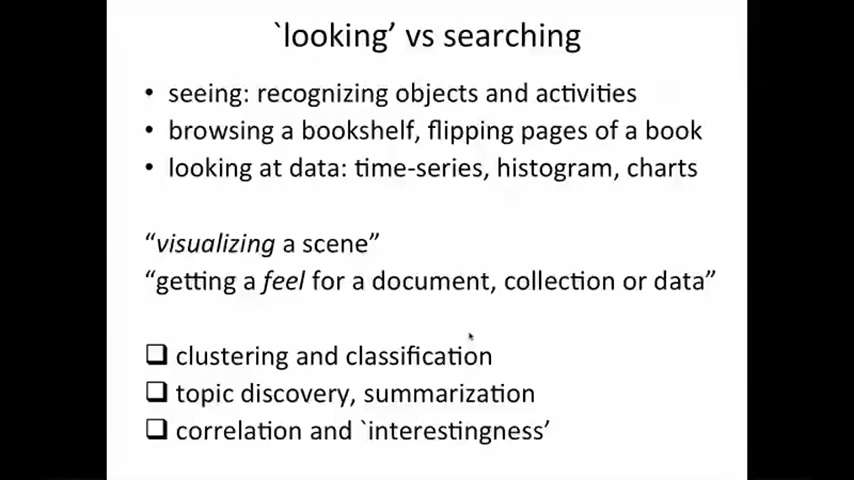 `looking’ vs searching
• seeing: recognizing objects and activities
• browsing a bookshelf, flipping pages of a book
• looking at data: time-series, histogram, charts
“visualizing a scene”
“getting a feel for a document, collection or data”
❑ clustering and classification
❑ topic discovery, summarization
❑ correlation and `interestingness’